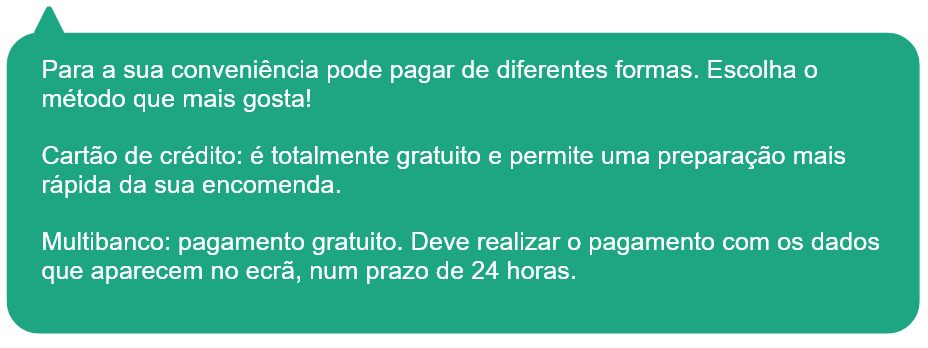 Para a sua conveniência pode pagar de diferentes formas. Escolha o
método que mais gosta!
Cartão de crédito: é totalmente gratuito e permite uma preparação mais
rápida da sua encomenda.
Multibanco: pagamento gratuito. Deve realizar o pagamento com os dados
que aparecem no ecrã, num prazo de 24 horas.